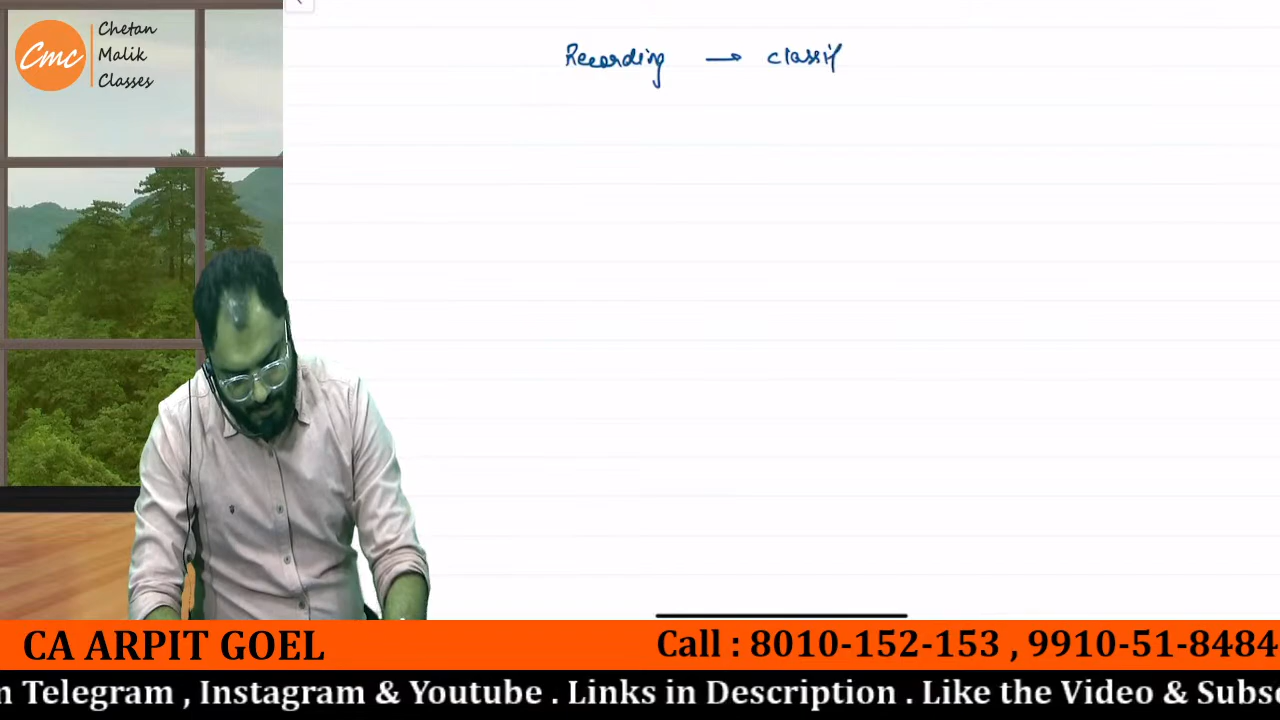 cmc
Chetan
Malik
Classes
Recording → classif
CA ARPIT GOEL
Call : 8010-152-153 , 9910-51-8484
n Telegram , Instagram & Youtube . Links in Description . Like the Video & Subsc